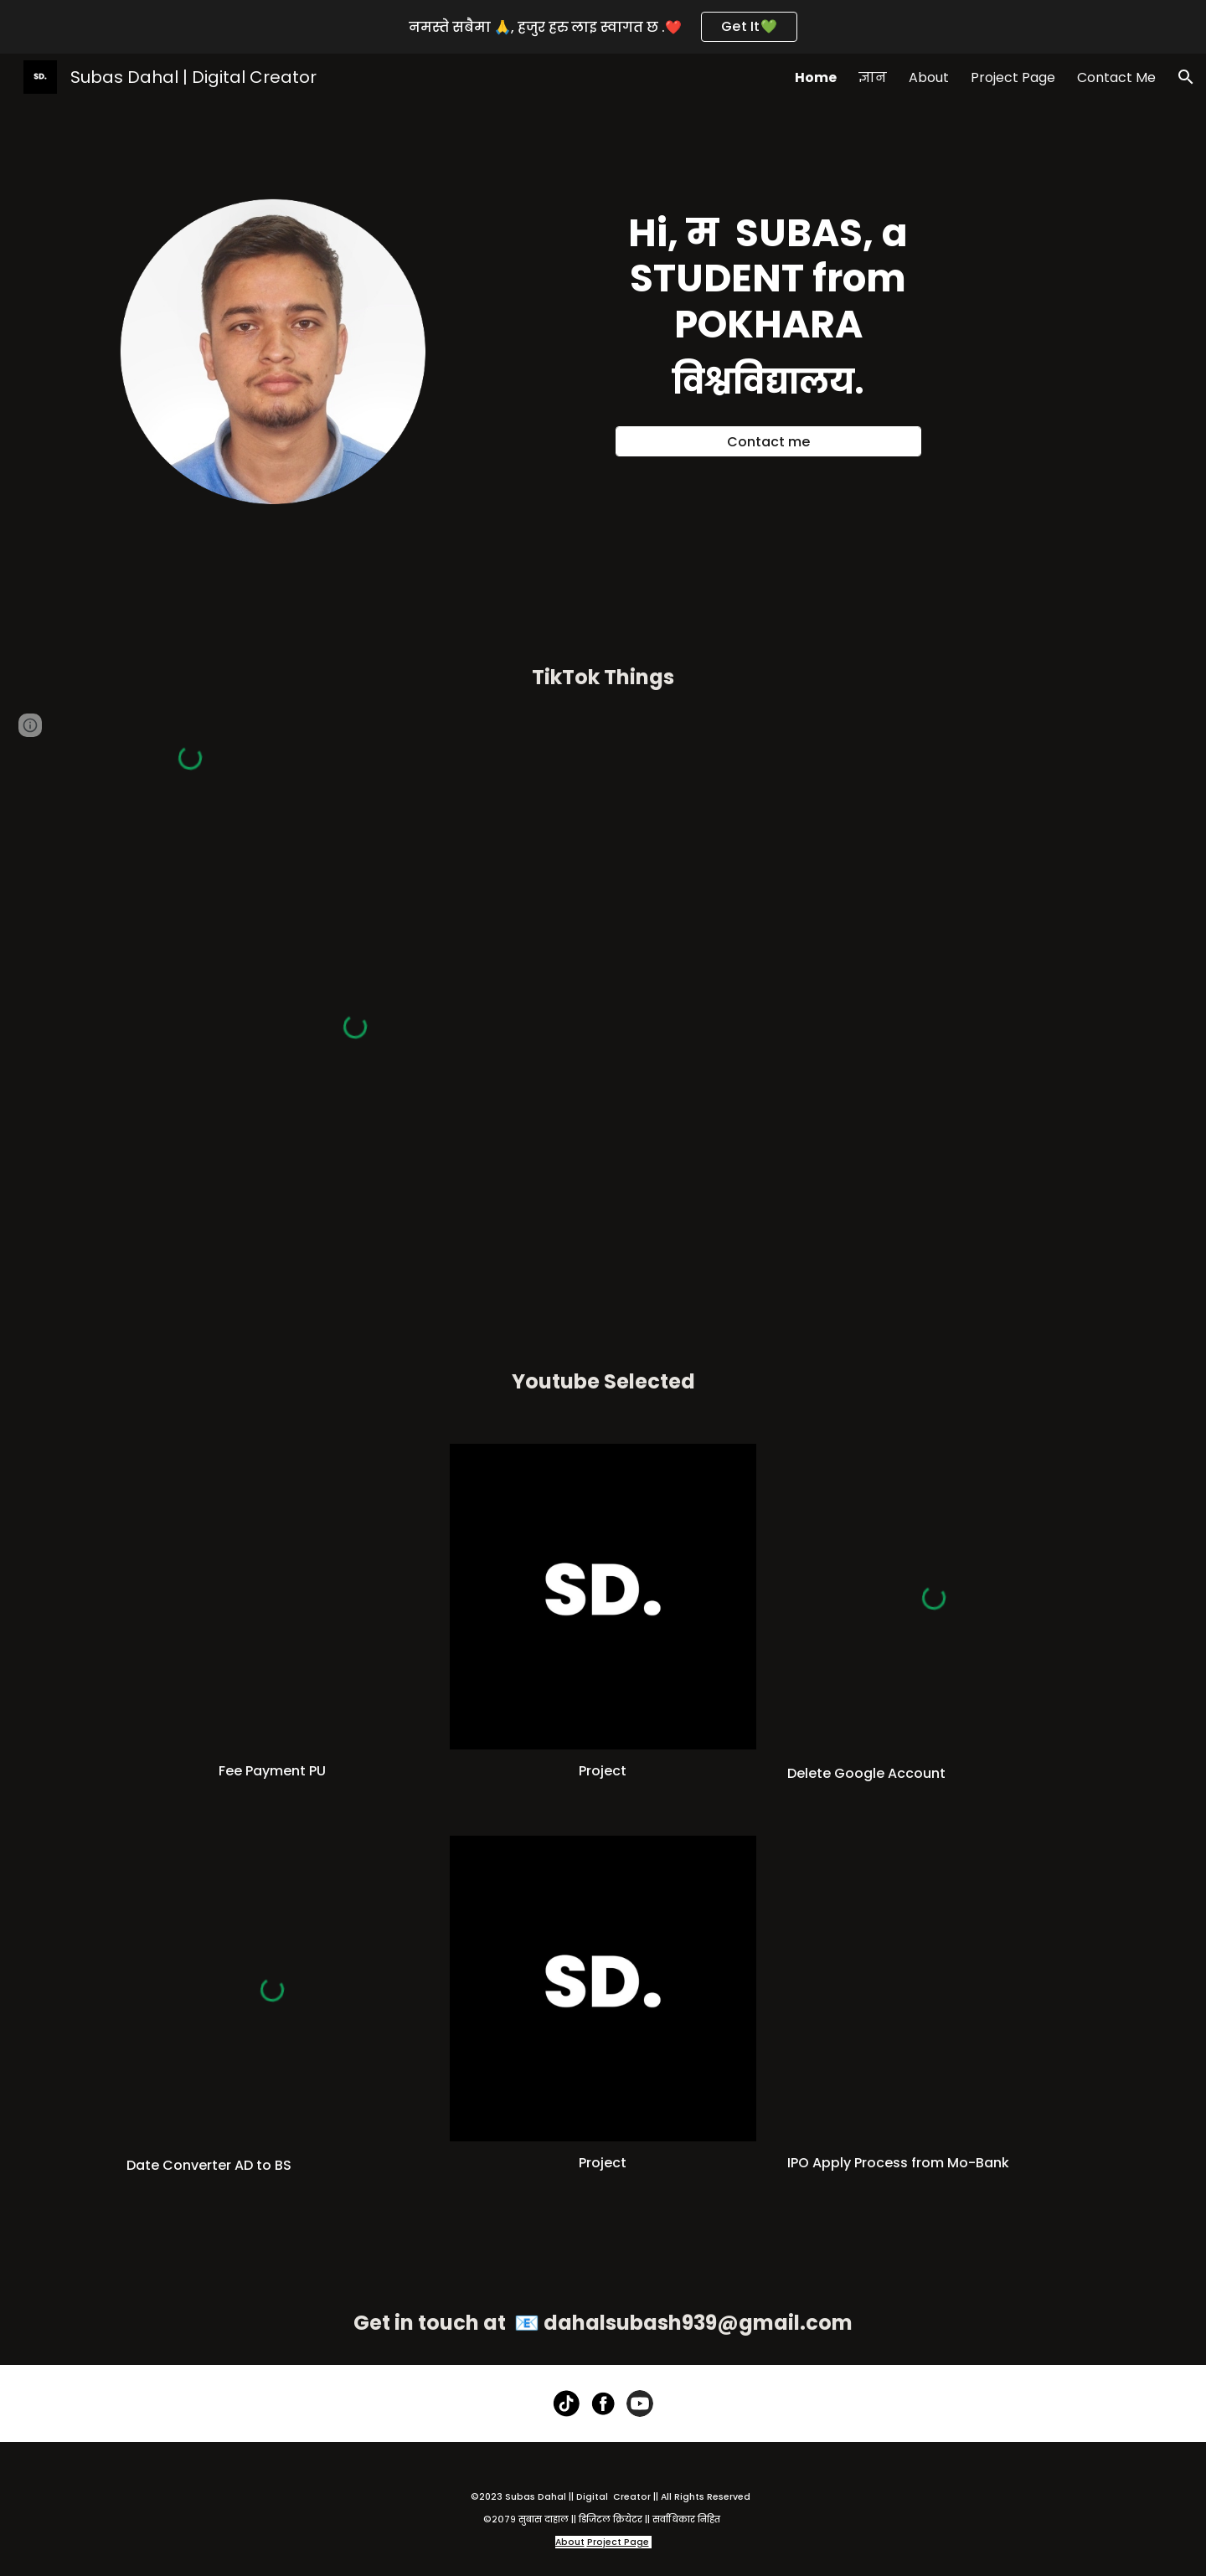 नमस्ते सबैमा 🙏, हजुर हरु लाइ स्वागत छ .❤️
Get It💚
SD.
Subas Dahal | Digital Creator
Home
ज्ञान
About
Project Page
Contact Me
Hi, म  SUBAS, a
STUDENT from
POKHARA
विश्वविद्यालय.
Contact me
TikTok Things
Youtube Selected
SD.
Fee Payment PU
Project
Delete Google Account
SD.
Date Converter AD to BS
Project
IPO Apply Process from Mo-Bank
Get in touch at  📧 dahalsubash939@gmail.com
©2023 Subas Dahal || Digital  Creator || All Rights Reserved
©2079 सुबास दाहाल || डिजिटल क्रियेटर || सर्वाधिकार निहित
About Project Page